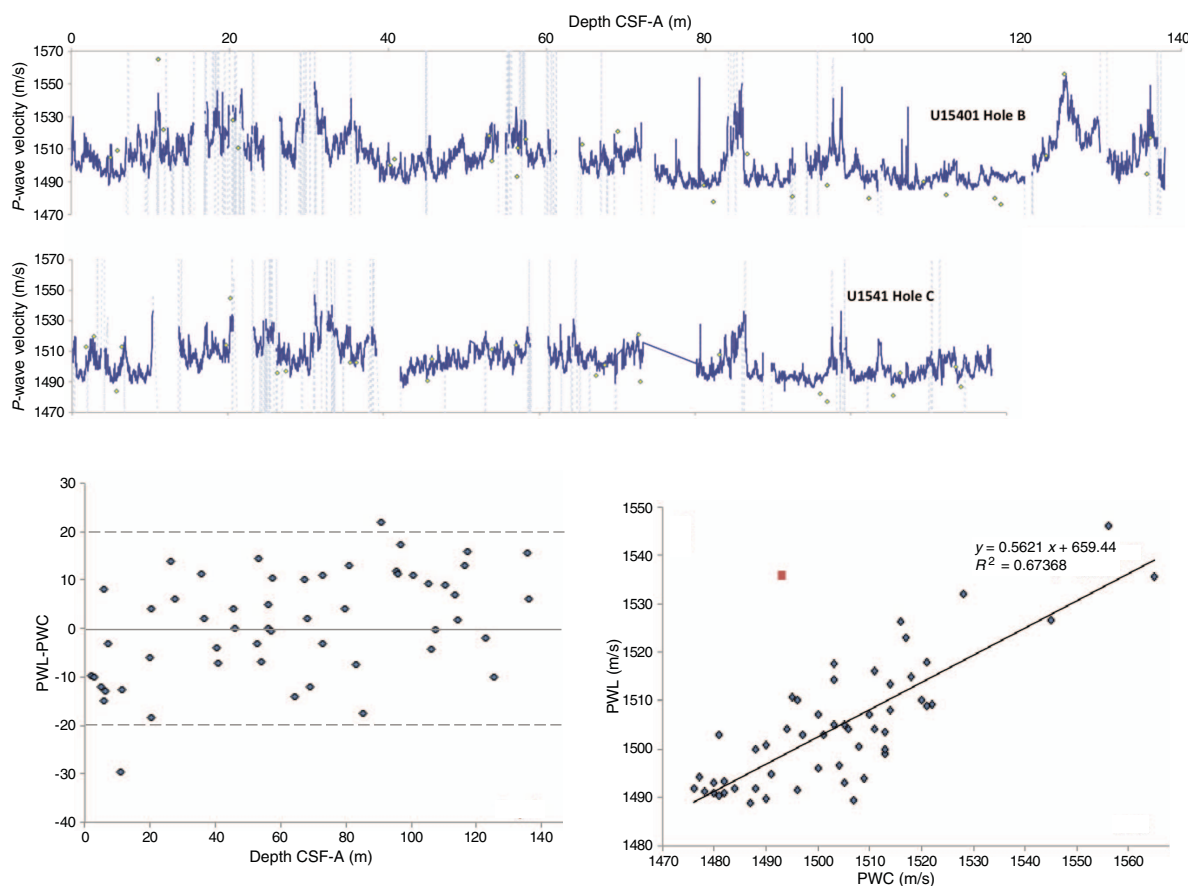 Depth CSF-A (m)
0 20 40 60 80 100 120 140
P-wave velocity (m/s)
1570
1550
1530
1510
1490
1470
U15401 Hole B
P-wave velocity (m/s)
1570
1550
1530
1510
1490
1470
U1541 Hole C
PWL-PWC
30
20
10
0
-10
-20
-30
-40
0 20 40 60 80 100 120 140
Depth CSF-A (m)
PWL (m/s)
1550
1540
1530
1520
1510
1500
1490
1480
y = 0.5621 x + 659.44
R² = 0.67368
1470 1480 1490 1500 1510 1520 1530 1540 1550 1560
PWC (m/s)